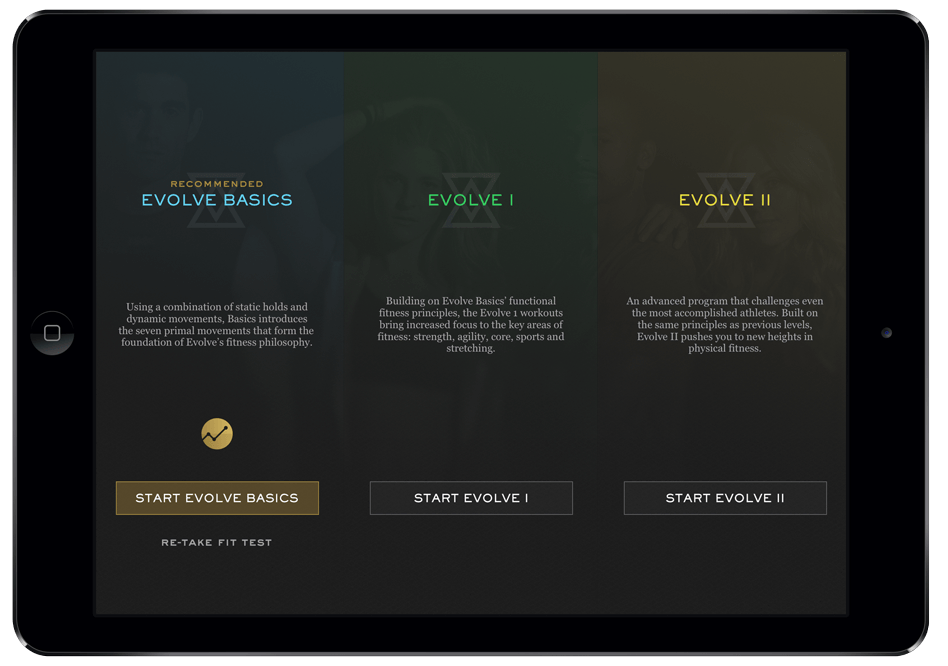 RECOMMENDED
EVOLVE BASICS
Using a combination of static holds and
dynamic movements, Basics introduces
the seven primal movements that form the
foundation of Evolve’s fitness philosophy.
START EVOLVE BASICS
RE-TAKE FIT TEST
EVOLVE I
Building on Evolve Basics’ functional
fitness principles, the Evolve 1 workouts
bring increased focus to the key areas of
fitness: strength, agility, core, sports and
stretching.
START EVOLVE I
EVOLVE II
An advanced program that challenges even
the most accomplished athletes. Built on
the same principles as previous levels,
Evolve II pushes you to new heights in
physical fitness.
START EVOLVE II